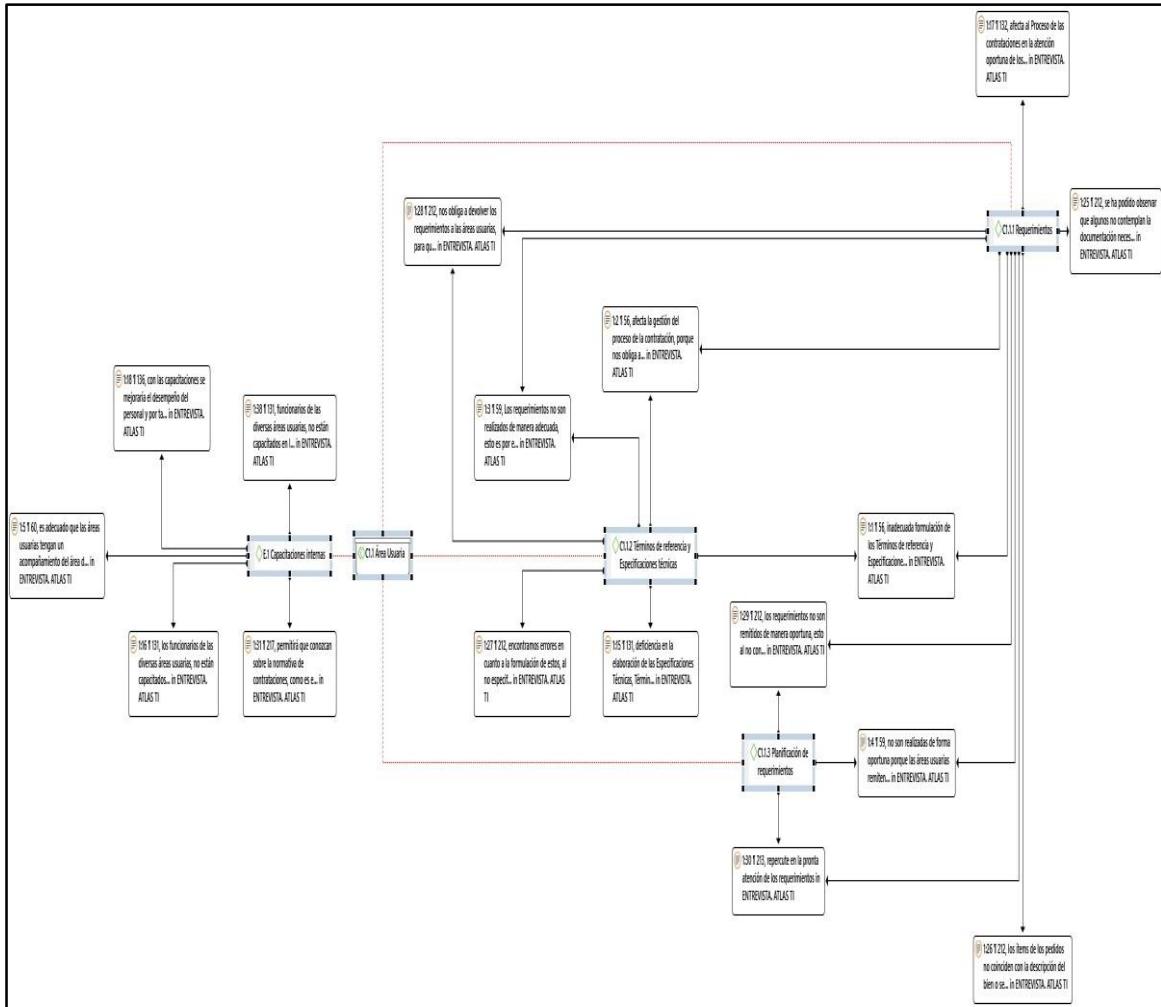 1:17 ¶ 132, afecta al Proceso de las
contrataciones en la atención
oportuna de los... in ENTREVISTA.
ATLAS TI
1:28 ¶ 212, nos obliga a devolver los
requerimientos a las áreas usuarias,
para qu... in ENTREVISTA. ATLAS TI
C1.1.1 Requerimientos
1:25 ¶ 212, se ha podido observar
que algunos no contemplan la
documentación neces... in
ENTREVISTA. ATLAS TI
1:2 ¶ 56, afecta la gestión del
proceso de la contratación, porque
nos obliga a... in ENTREVISTA.
ATLAS TI
1:18 ¶ 136, con las capacitaciones se
mejoraria el desempeño del
personal y por ta... in ENTREVISTA.
ATLAS TI
1:38 ¶ 131, funcionarios de las
diversas áreas usuarias, no están
capacitados en l... in ENTREVISTA.
ATLAS TI
1:3 ¶ 59, Los requerimientos no son
realizados de manera adecuada,
esto es por e... in ENTREVISTA.
ATLAS TI
1:5 ¶ 60, es adecuado que las áreas
usuarias tengan un
acompañamiento del área d... in
ENTREVISTA. ATLAS TI
E.1 Capacitaciones internas
C1.1 Área Usuaria
C1.1.2 Términos de referencia y
Especificaciones técnicas
1:1 ¶ 56, inadecuada formulación de
los Términos de referencia y
Especificacione... in ENTREVISTA.
ATLAS TI
1:16 ¶ 131, los funcionarios de las
diversas áreas usuarias, no están
capacitados... in ENTREVISTA.
ATLAS TI
1:31 ¶ 217, permitirá que conozcan
sobre la normativa de
contrataciones, como es e... in
ENTREVISTA. ATLAS TI
1:27 ¶ 212, encontramos errores en
cuanto a la formulación de estos, al
no especif... in ENTREVISTA. ATLAS
TI
1:15 ¶ 131, deficiencia en la
elaboración de las Especificaciones
Técnicas, Términ... in ENTREVISTA.
ATLAS TI
1:29 ¶ 212, los requerimientos no son
remitidos de manera oportuna, esto
al no con... in ENTREVISTA. ATLAS TI
C1.1.3 Planificación de
requerimientos
1:4 ¶ 59, no son realizadas de forma
oportuna porque las áreas usuarias
remiten... in ENTREVISTA. ATLAS TI
1:30 ¶ 213, repercute en la pronta
atención de los requerimientos in
ENTREVISTA. ATLAS TI
1:26 ¶ 212, los ítems de los pedidos
no coinciden con la descripción del
bien o se... in ENTREVISTA. ATLAS
TI